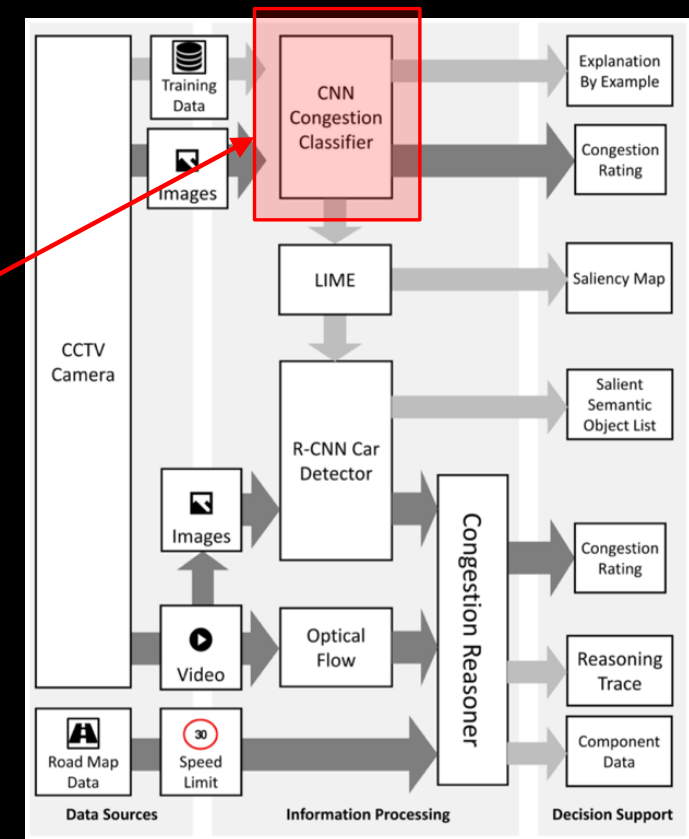 Training
Data
CNN
Congestion
Classifier
Explanation
By Example
Images
Congestion
Rating
LIME
Saliency Map
CCTV
Camera
R-CNN Car
Detector
Salient
Semantic
Object List
Images
Congestion Reasoner
Congestion
Rating
Video
Optical
Flow
Reasoning
Trace
Road Map
Data
30
Speed
Limit
Component
Data
Data Sources
Information Processing
Decision Support